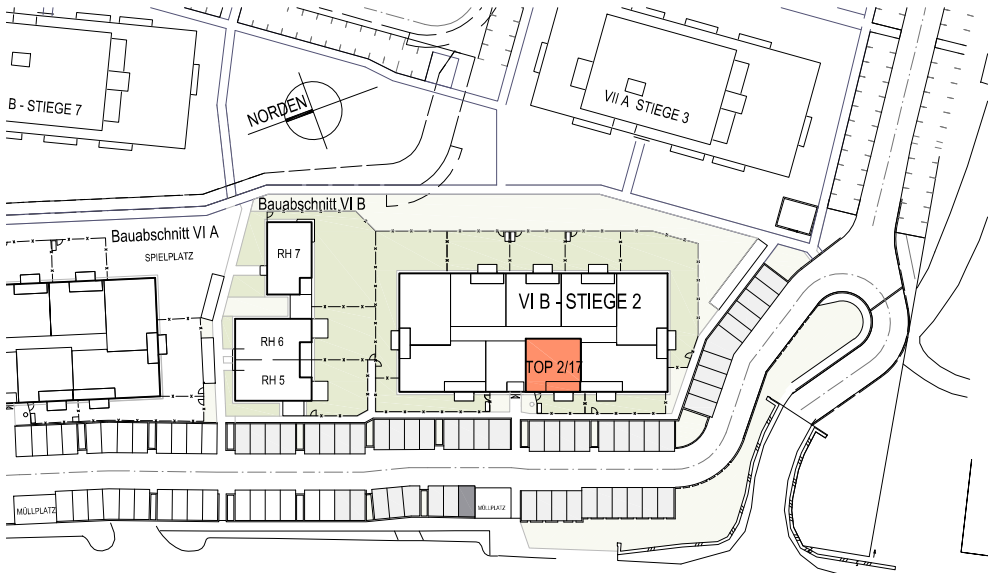 B - STIEGE 7
NORDEN
VII A STIEGE 3
Bauabschnitt VI B
Bauabschnitt VI A
SPIELPLATZ
RH 7
VI B - STIEGE 2
RH 6
TOP 2/17
RH 5
MÜLLPLATZ
MÜLLPLATZ